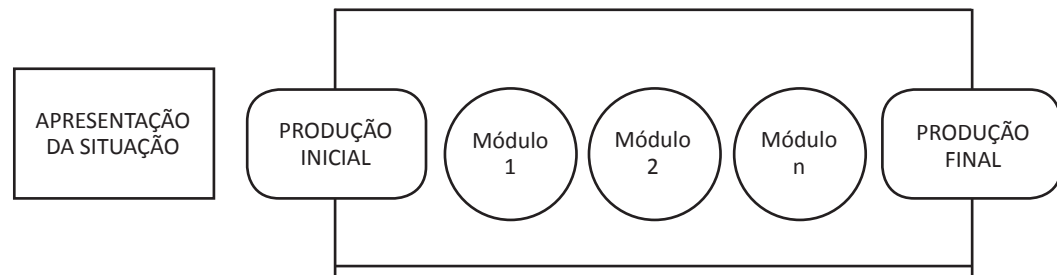 APRESENTAÇÃO
DA SITUAÇÃO
PRODUÇÃO
INICIAL
Módulo
1
Módulo
2
Módulo
n
PRODUÇÃO
FINAL